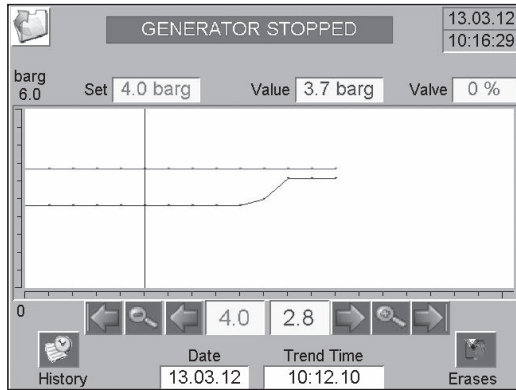 GENERATOR STOPPED
13.03.12
10:16:29
barg
6.0
Set 4.0 barg Value 3.7 barg Valve 0 %
0
4.0 2.8
History
Date Trend Time
13.03.12 10:12.10
Erases